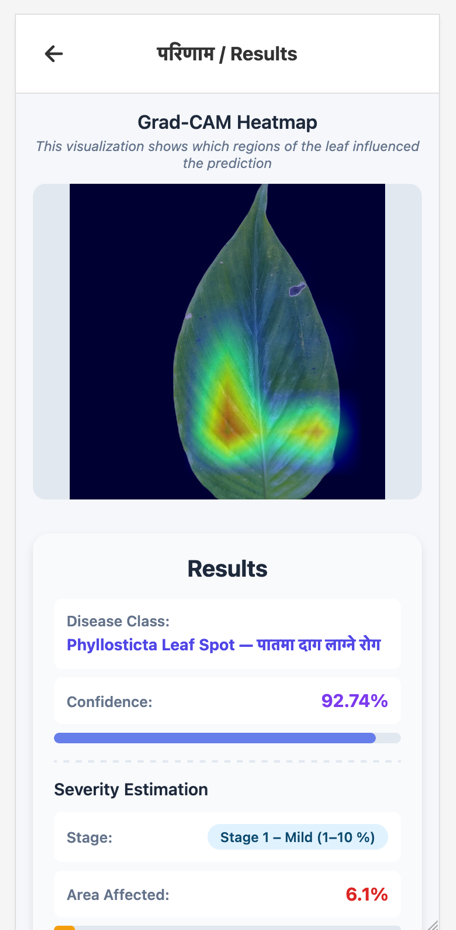 परिणाम / Results
Grad-CAM Heatmap
This visualization shows which regions of the leaf influenced
the prediction
Results
Disease Class:
Phyllosticta Leaf Spot — पातमा दाग लाग्ने रोग
Confidence:
92.74%
Severity Estimation
Stage:
Stage 1 – Mild (1–10 %)
Area Affected:
6.1%